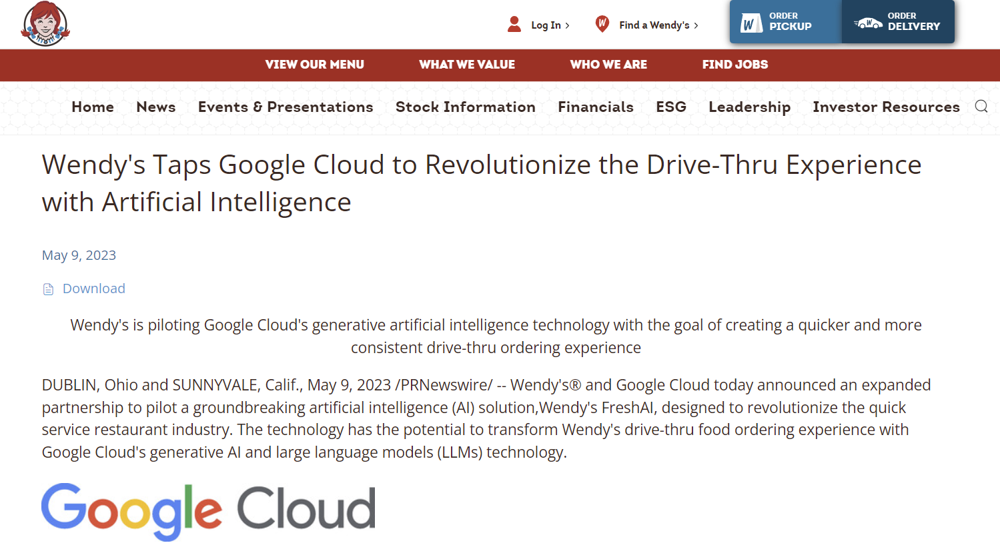 Log In
Find a Wendy's
W
ORDER
PICKUP
W
ORDER
DELIVERY
VIEW OUR MENU
WHAT WE VALUE
WHO WE ARE
FIND JOBS
Home
News
Events & Presentations
Stock Information
Financials
ESG
Leadership
Investor Resources
Wendy's Taps Google Cloud to Revolutionize the Drive-Thru Experience
with Artificial Intelligence
May 9, 2023
Download
Wendy's is piloting Google Cloud's generative artificial intelligence technology with the goal of creating a quicker and more
consistent drive-thru ordering experience
DUBLIN, Ohio and SUNNYVALE, Calif., May 9, 2023 /PRNewswire/ -- Wendy's® and Google Cloud today announced an expanded
partnership to pilot a groundbreaking artificial intelligence (AI) solution,Wendy's FreshAI, designed to revolutionize the quick
service restaurant industry. The technology has the potential to transform Wendy's drive-thru food ordering experience with
Google Cloud's generative AI and large language models (LLMs) technology.
Google Cloud